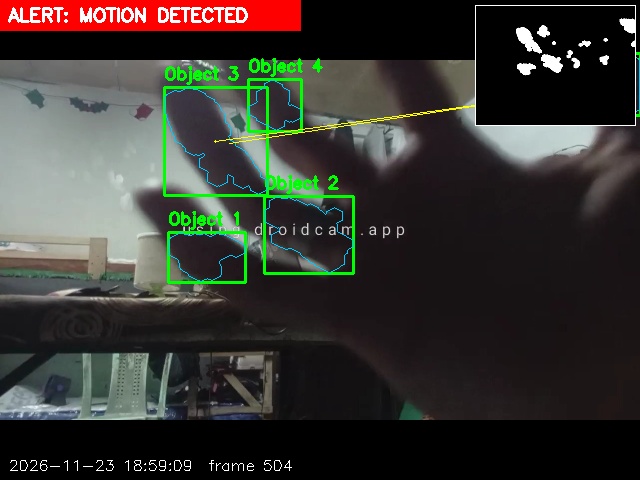 ALERT: MOTION DETECTED
Object 3
Object 4
Object 2
Object 1
using droidcam.app
2026-11-23 18:59:09 frame 504